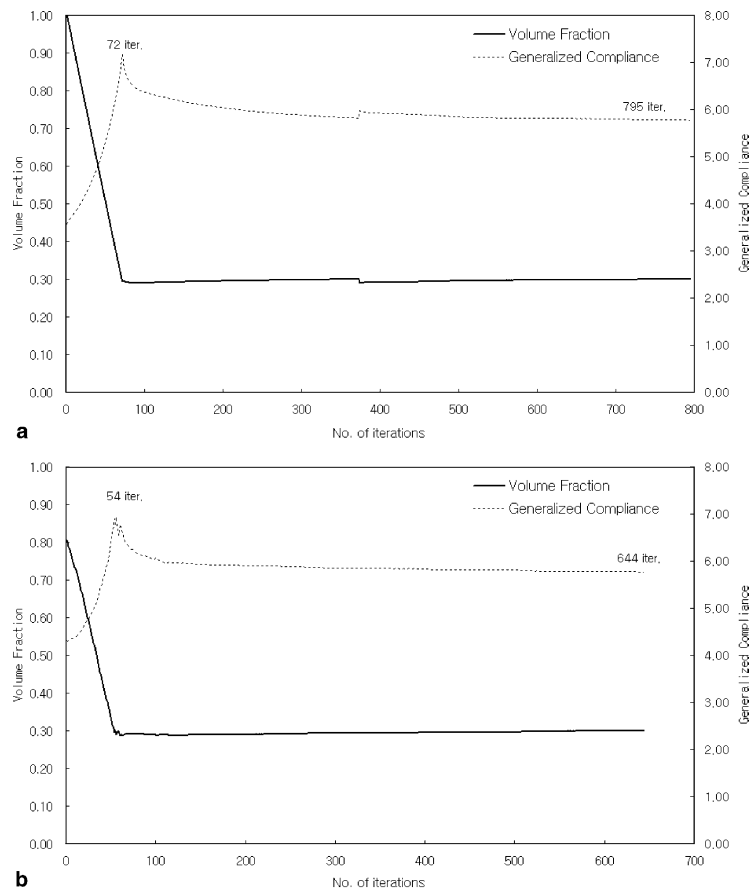 1.00
0.90
0.80
0.70
0.60
0.50
0.40
0.30
0.20
0.10
0.00
Volume Fraction
72 iter.
795 iter.
Volume Fraction
Generalized Compliance
8.00
7.00
6.00
5.00
4.00
3.00
2.00
1.00
0.00
Generalized Compliance
0 100 200 300 400 500 600 700 800
No. of iterrations
a
1.00
0.90
0.80
0.70
0.60
0.50
0.40
0.30
0.20
0.10
0.00
Volume Fraction
54 iter.
644 iter.
Volume Fraction
Generalized Compliance
8.00
7.00
6.00
5.00
4.00
3.00
2.00
1.00
0.00
Generalized Compliance
0 100 200 300 400 500 600 700
No. of iterations
b